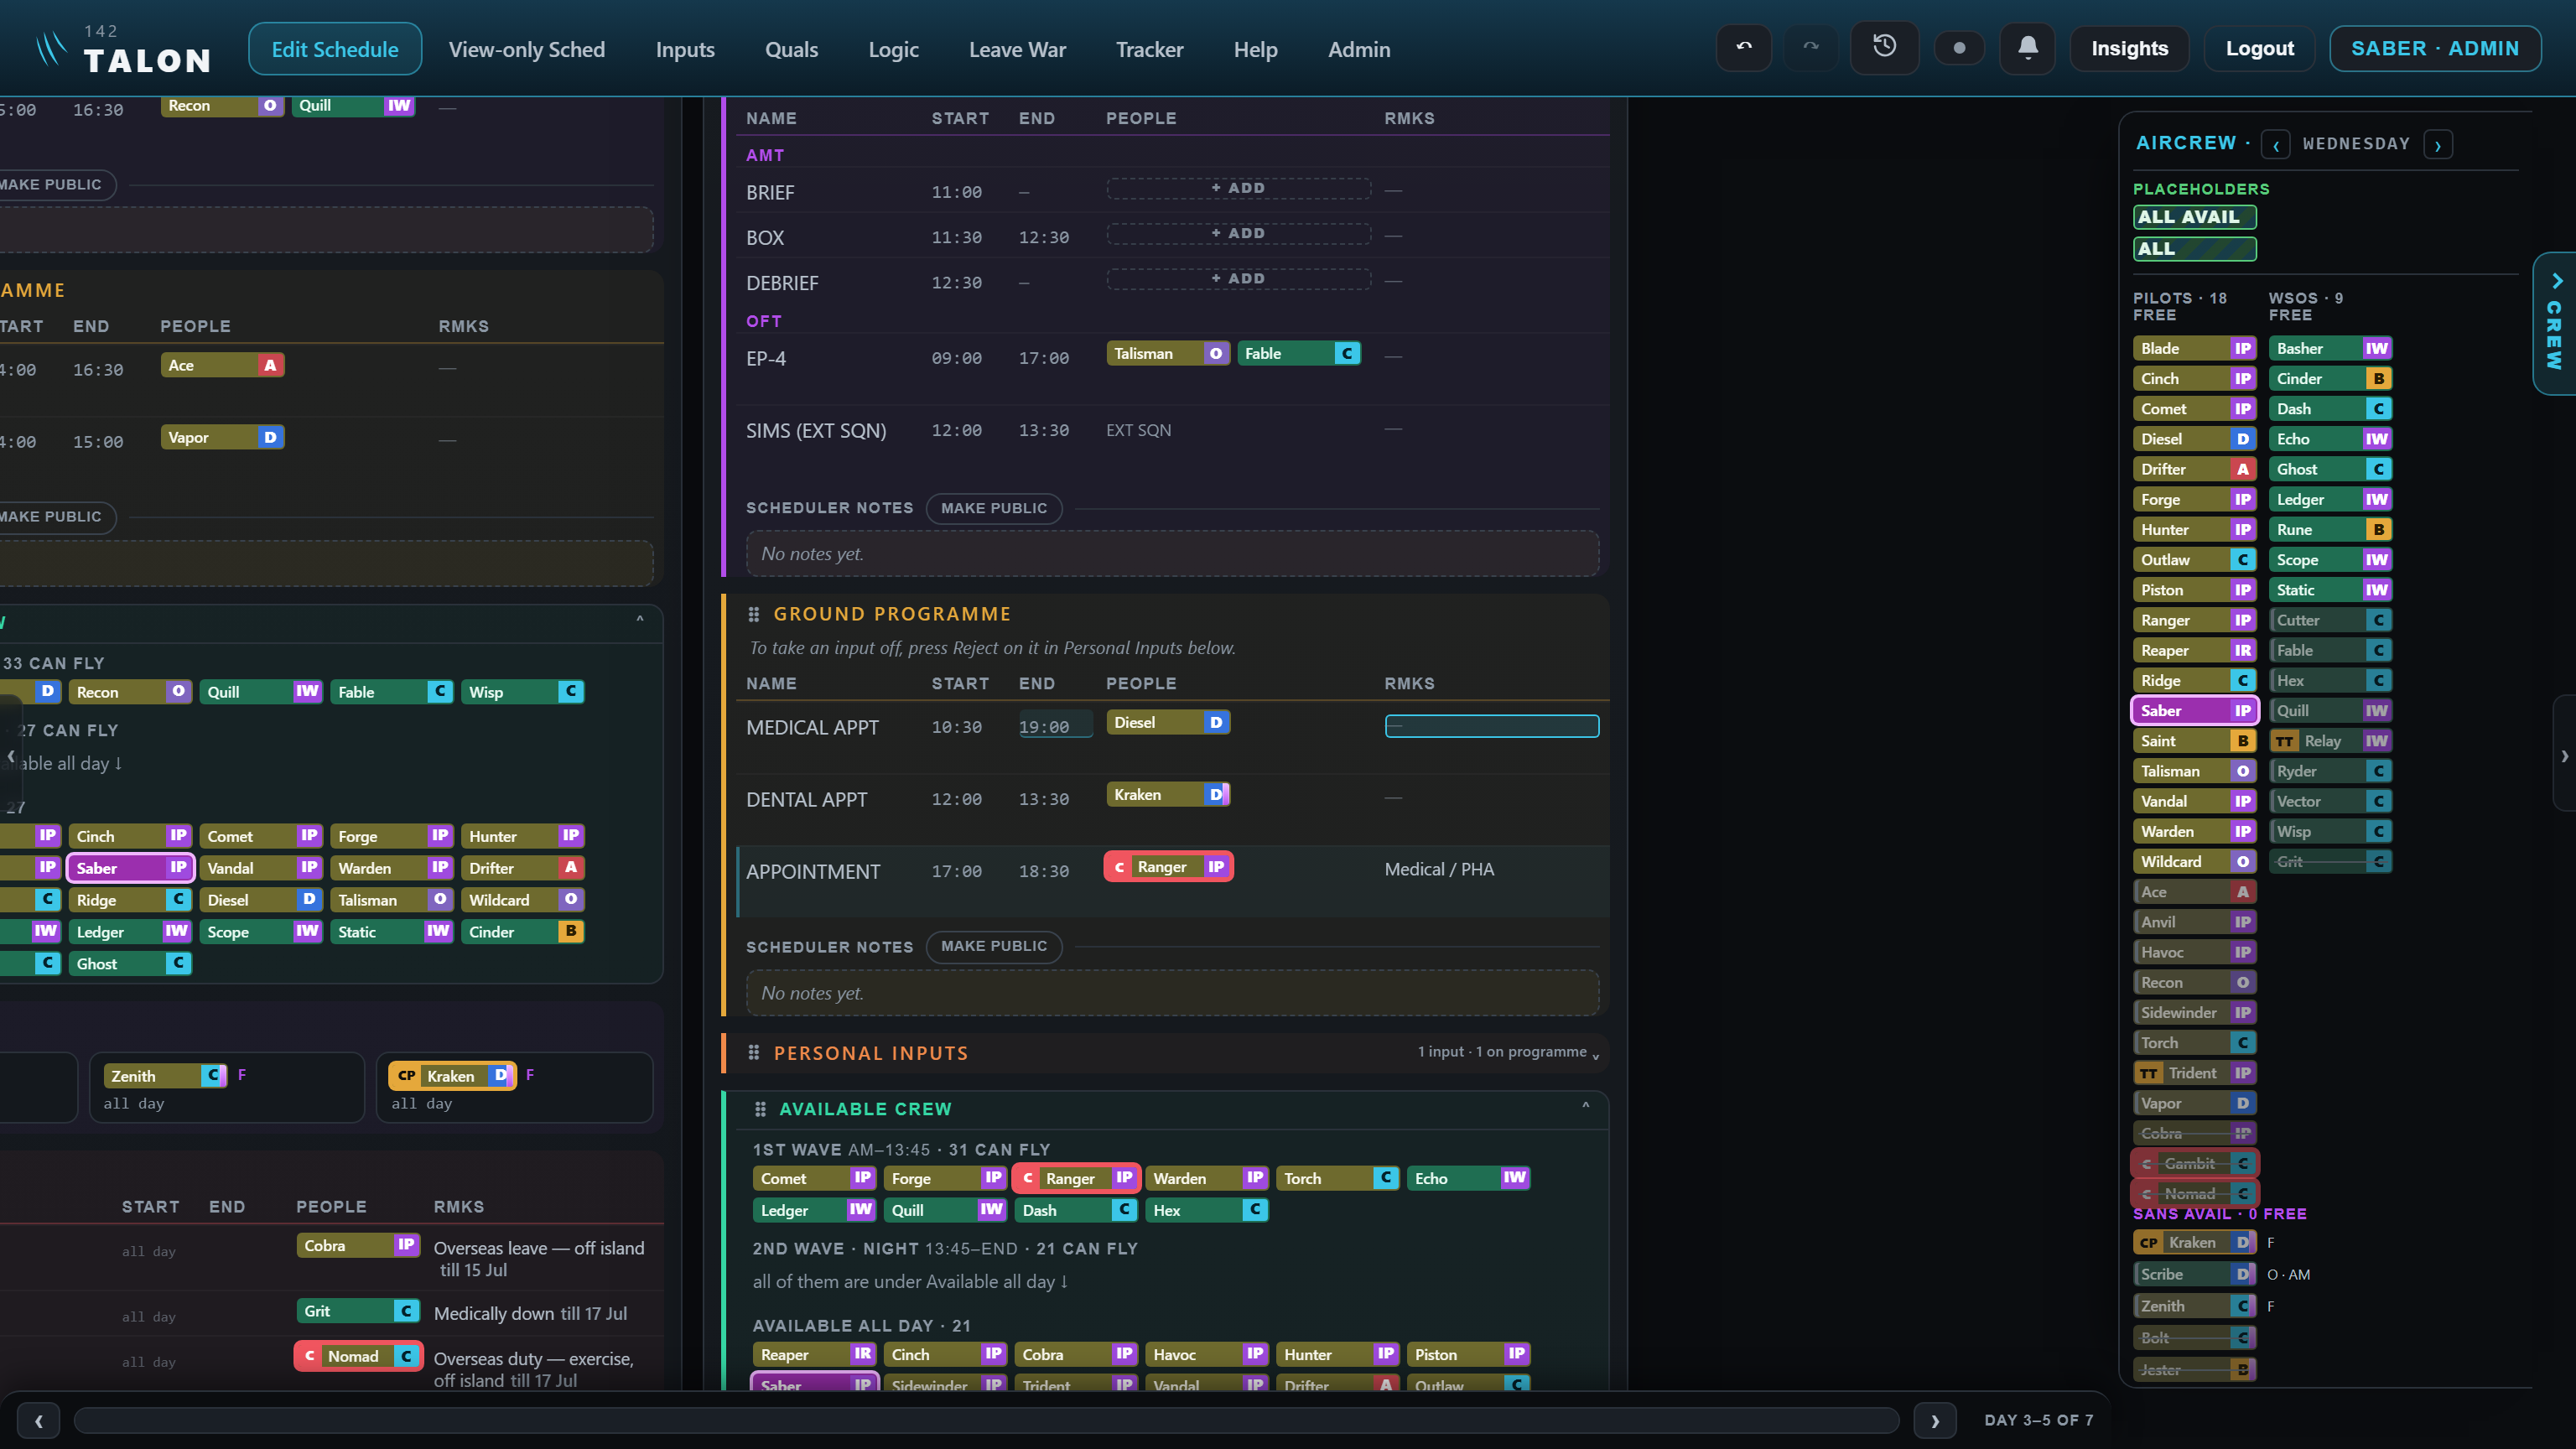 142
TALON
Edit Schedule
View-only Sched
Inputs
Quals
Logic
Leave War
Tracker
Help
Admin
Insights
Logout
SABER · ADMIN
5:00 16:30 Recon O Quill IW —
MAKE PUBLIC
AMME
TART END PEOPLE RMKS
4:00 16:30 Ace A —
4:00 15:00 Vapor D —
MAKE PUBLIC
33 CAN FLY
D Recon O Quill IW Fable C Wisp C
27 CAN FLY
able all day ↓
27
IP Cinch IP Comet IP Forge IP Hunter IP
IP Saber IP Vandal IP Warden IP Drifter A
C Ridge C Diesel D Talisman O Wildcard O
IW Ledger IW Scope IW Static IW Cinder B
C Ghost C
Zenith C F
all day
CP Kraken D F
all day
START END PEOPLE RMKS
all day Cobra IP Overseas leave — off island
till 15 Jul
all day Grit C Medically down till 17 Jul
all day C Nomad C Overseas duty — exercise,
off island till 17 Jul
NAME START END PEOPLE RMKS
AMT
BRIEF 11:00 — + ADD —
BOX 11:30 12:30 + ADD —
DEBRIEF 12:30 — + ADD —
OFT
EP-4 09:00 17:00 Talisman O Fable C —
SIMS (EXT SQN) 12:00 13:30 EXT SQN —
SCHEDULER NOTES MAKE PUBLIC
No notes yet.
GROUND PROGRAMME
To take an input off, press Reject on it in Personal Inputs below.
NAME START END PEOPLE RMKS
MEDICAL APPT 10:30 19:00 Diesel D —
DENTAL APPT 12:00 13:30 Kraken D —
APPOINTMENT 17:00 18:30 C Ranger IP Medical / PHA
SCHEDULER NOTES MAKE PUBLIC
No notes yet.
PERSONAL INPUTS 1 input · 1 on programme
AVAILABLE CREW
1ST WAVE AM–13:45 · 31 CAN FLY
Comet IP Forge IP C Ranger IP Warden IP Torch C Echo IW
Ledger IW Quill IW Dash C Hex C
2ND WAVE · NIGHT 13:45–END · 21 CAN FLY
all of them are under Available all day ↓
AVAILABLE ALL DAY · 21
Reaper IR Cinch IP Cobra IP Havoc IP Hunter IP Piston IP
Saber IP Sidewinder IP Trident IP Vandal IP Drifter A Outlaw C
AIRCREW · ‹ WEDNESDAY ›
PLACEHOLDERS
ALL AVAIL
ALL
PILOTS · 18 FREE
WSOS · 9 FREE
Blade IP Basher IW
Cinch IP Cinder B
Comet IP Dash C
Diesel D Echo IW
Drifter A Ghost C
Forge IP Ledger IW
Hunter IP Rune B
Outlaw C Scope IW
Piston IP Static IW
Ranger IP Cutter C
Reaper IR Fable C
Ridge C Hex C
Saber IP Quill IW
Saint B TT Relay IW
Talisman O Ryder C
Vandal IP Vector C
Warden IP Wisp C
Wildcard O Grit C
Ace A
Anvil IP
Havoc IP
Recon O
Sidewinder IP
Torch C
TT Trident IP
Vapor D
Cobra IP
C Gambit C
C Nomad C
SANS AVAIL · 0 FREE
CP Kraken D F
Scribe D O · AM
Zenith C F
Bolt C
Jester B
CREW
‹ › DAY 3–5 OF 7